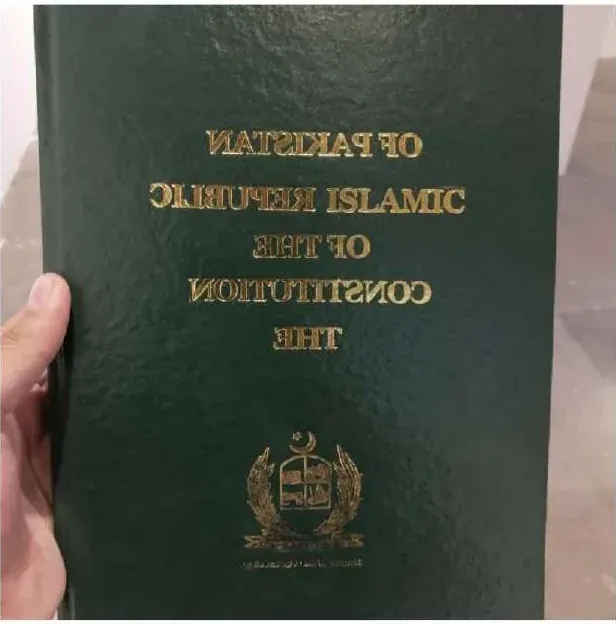 OF PAKISTAN
ISLAMIC REPUBLIC
OF THE
CONSTITUTION
THE